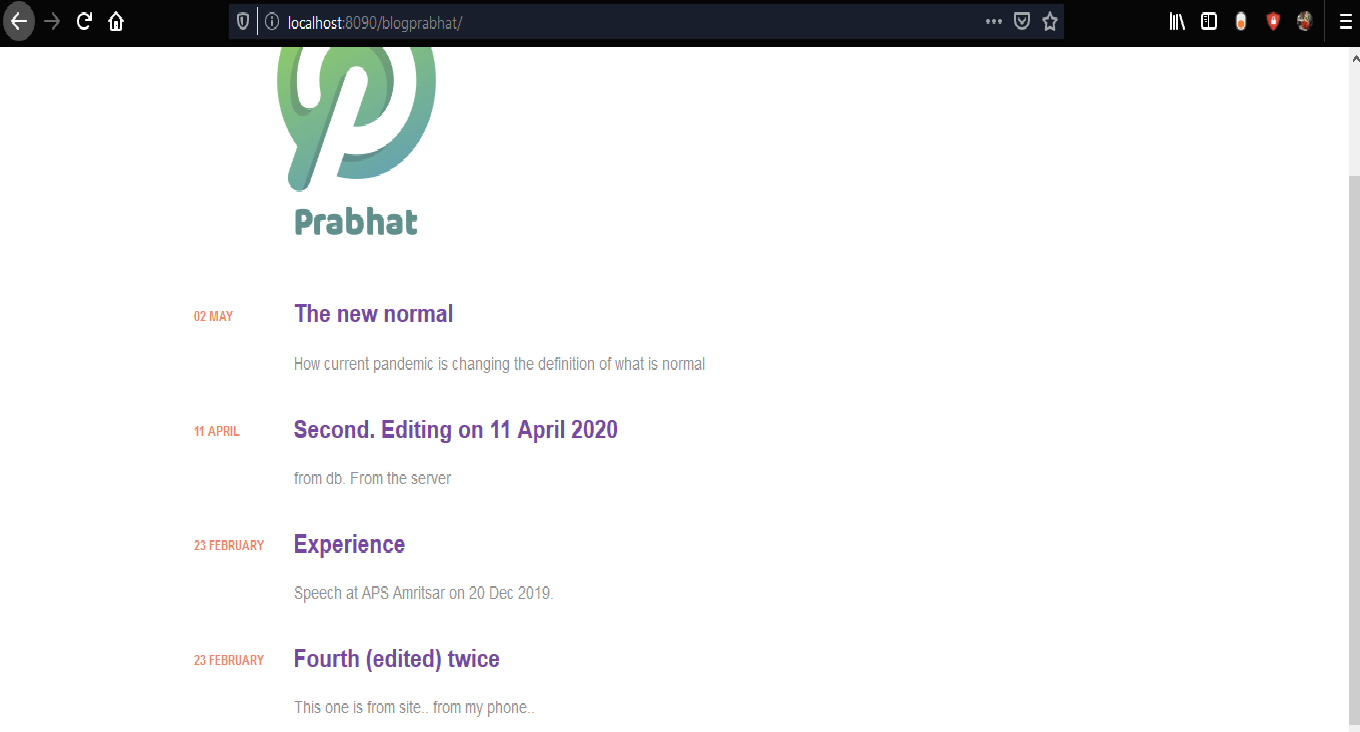 localhost:8090/blogprabhat/
Prabhat
02 MAY
The new normal
How current pandemic is changing the definition of what is normal
11 APRIL
Second. Editing on 11 April 2020
from db. From the server
23 FEBRUARY
Experience
Speech at APS Amritsar on 20 Dec 2019.
23 FEBRUARY
Fourth (edited) twice
This one is from site.. from my phone..